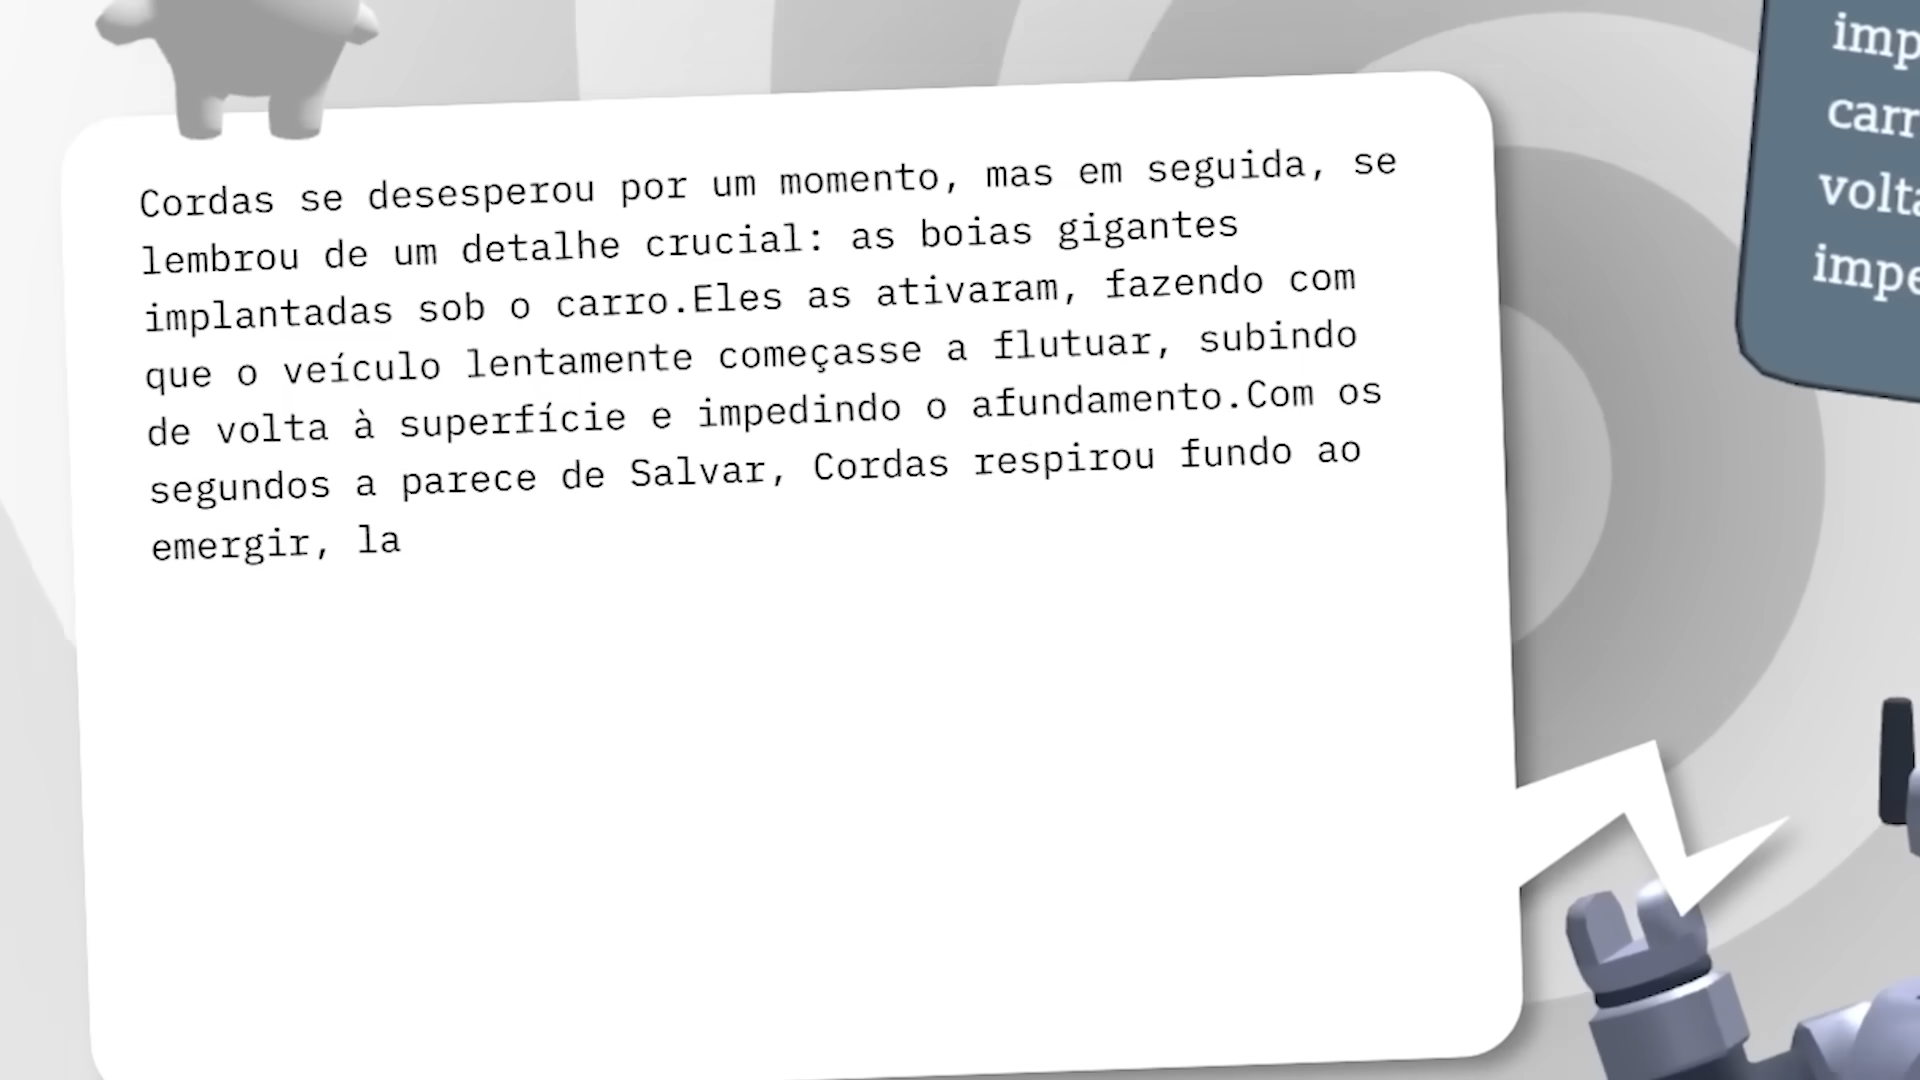 Cordas se desesperou por um momento, mas em seguida, se
lembrou de um detalhe crucial: as boias gigantes
implantadas sob o carro.Eles as ativaram, fazendo com
que o veículo lentamente começasse a flutuar, subindo
de volta à superfície e impedindo o afundamento.Com os
segundos a parece de Salvar, Cordas respirou fundo ao
emergir, la